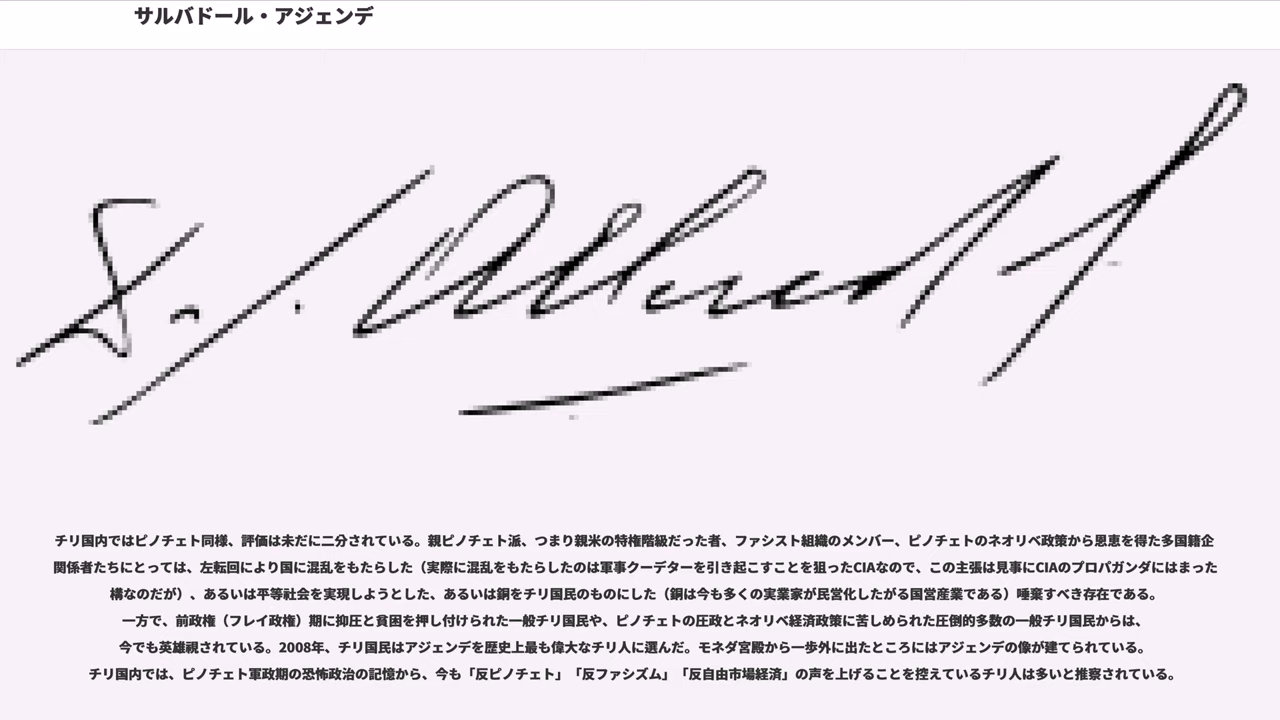 サルバドール・アジェンデ
S. / Allende
チリ国内ではピノチェト同様、評価は未だに二分されている。親ピノチェト派、つまり親米の特権階級だった者、ファシスト組織のメンバー、ピノチェトのネオリベ政策から恩恵を得た多国籍企
関係者たちにとっては、左転回により国に混乱をもたらした（実際に混乱をもたらしたのは軍事クーデターを引き起こすことを狙ったCIAなので、この主張は見事にCIAのプロパガンダにはまった
構なのだが）、あるいは平等社会を実現しようとした、あるいは銅をチリ国民のものにした（銅は今も多くの実業家が民営化したがる国営産業である）唾棄すべき存在である。
一方で、前政権（フレイ政権）期に抑圧と貧困を押し付けられた一般チリ国民や、ピノチェトの圧政とネオリベ経済政策に苦しめられた圧倒的多数の一般チリ国民からは、
今でも英雄視されている。2008年、チリ国民はアジェンデを歴史上最も偉大なチリ人に選んだ。モネダ宮殿から一歩外に出たところにはアジェンデの像が建てられている。
チリ国内では、ピノチェト軍政期の恐怖政治の記憶から、今も「反ピノチェト」「反ファシズム」「反自由市場経済」の声を上げることを控えているチリ人は多いと推察されている。